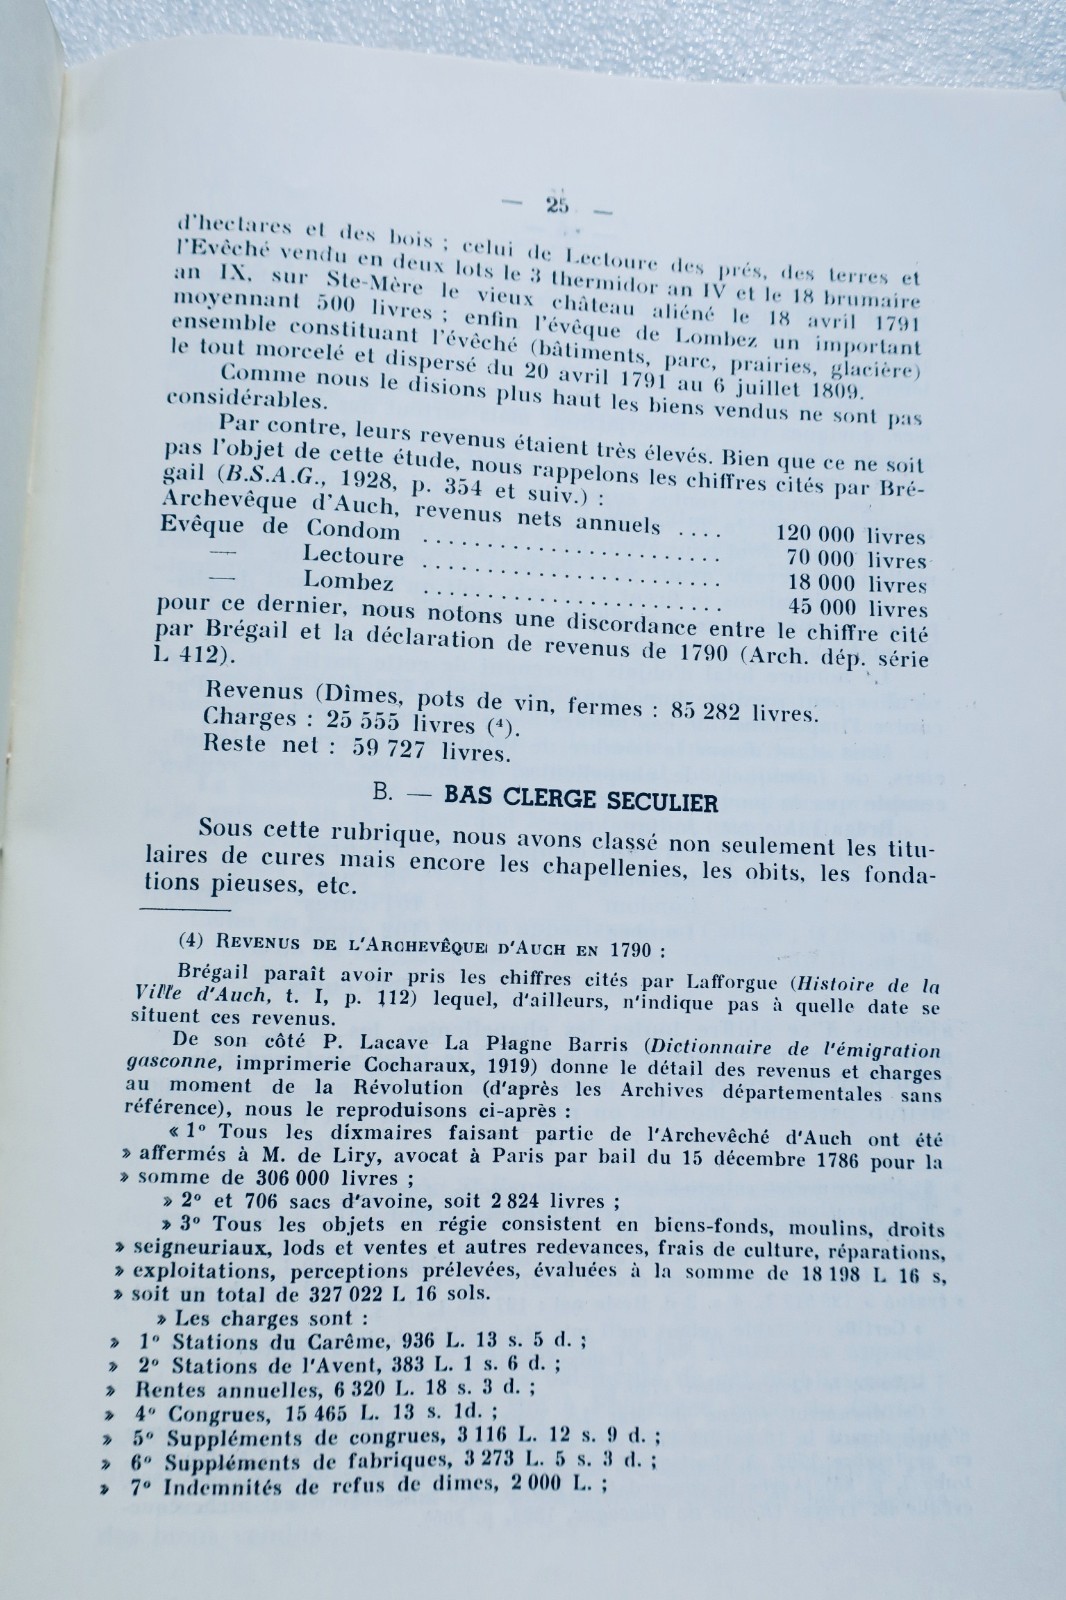 — 25 —
d'hectares et des bois ; celui de Lectoure des prés, des terres et
l'Evêché vendu en deux lots le 3 thermidor an IV et le 18 brumaire
an IX, sur Ste-Mère le vieux château aliéné le 18 avril 1791
moyennant 500 livres ; enfin l'évêque de Lombez un important
ensemble constituant l'évêché (bâtiments, parc, prairies, glacière)
le tout morcelé et dispersé du 20 avril 1791 au 6 juillet 1809.
Comme nous le disions plus haut les biens vendus ne sont pas
considérables.
Par contre, leurs revenus étaient très élevés. Bien que ce ne soit
pas l'objet de cette étude, nous rappelons les chiffres cités par Bré-
gail (B.S.A.G., 1928, p. 354 et suiv.) :
Archevêque d'Auch, revenus nets annuels .... 120 000 livres
Evêque de Condom ........................ 70 000 livres
— Lectoure ........................ 18 000 livres
— Lombez ........................ 45 000 livres
pour ce dernier, nous notons une discordance entre le chiffre cité
par Brégail et la déclaration de revenus de 1790 (Arch. dép. série
L 412).
Revenus (Dîmes, pots de vin, fermes : 85 282 livres.
Charges : 25 555 livres (4).
Reste net : 59 727 livres.
B. — BAS CLERGE SECULIER
Sous cette rubrique, nous avons classé non seulement les titu-
laires de cures mais encore les chapellenies, les obits, les fonda-
tions pieuses, etc.
(4) REVENUS DE L'ARCHEVÊQUE D'AUCH EN 1790 :
Brégail paraît avoir pris les chiffres cités par Lafforgue (Histoire de la
Ville d'Auch, t. I, p. 112) lequel, d'ailleurs, n'indique pas à quelle date se
situent ces revenus.
De son côté P. Lacave La Plagne Barris (Dictionnaire de l'émigration
gasconne, imprimerie Cocharaux, 1919) donne le détail des revenus et charges
au moment de la Révolution (d'après les Archives départementales sans
référence), nous le reproduisons ci-après :
« 1° Tous les dixmaires faisant partie de l'Archevêché d'Auch ont été
» affermés à M. de Liry, avocat à Paris par bail du 15 décembre 1786 pour la
» somme de 306 000 livres ;
» 2° et 706 sacs d'avoine, soit 2 824 livres ;
» 3° Tous les objets en régie consistent en biens-fonds, moulins, droits
» seigneuriaux, lods et ventes et autres redevances, frais de culture, réparations,
» exploitations, perceptions prélevées, évaluées à la somme de 18 198 L 16 s,
» soit un total de 327 022 L 16 sols.
» Les charges sont :
» 1° Stations du Carême, 936 L. 13 s. 5 d. ;
» 2° Stations de l'Avent, 383 L. 1 s. 6 d. ;
» Rentes annuelles, 6 320 L. 18 s. 3 d. ;
» 4° Congrues, 15 465 L. 13 s. 1d. ;
» 5° Suppléments de congrues, 3 116 L. 12 s. 9 d. ;
» 6° Suppléments de fabriques, 3 273 L. 5 s. 3 d. ;
» 7° Indemnités de refus de dimes, 2 000 L. ;